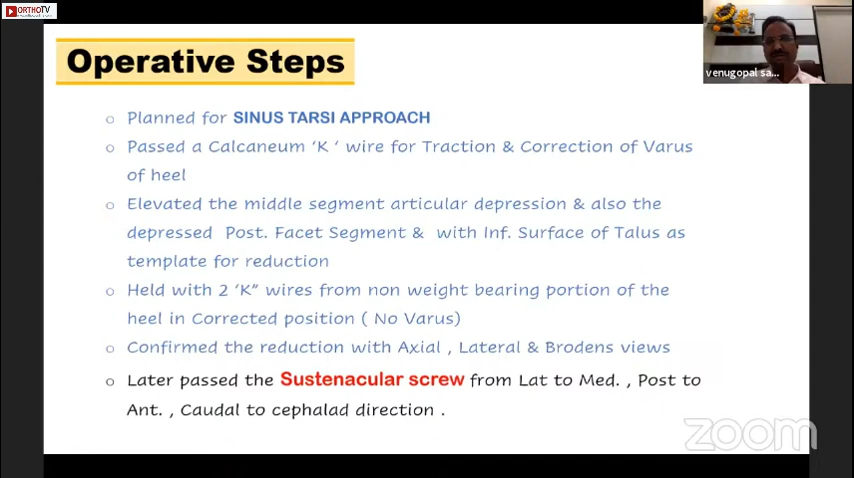 ORTHOTV
venugopal sa...
Operative Steps
Planned for SINUS TARSI APPROACH
Passed a Calcaneum ‘K ‘ wire for Traction & Correction of Varus
of heel
Elevated the middle segment articular depression & also the
depressed Post. Facet Segment & with Inf. Surface of Talus as
template for reduction
Held with 2 ‘K” wires from non weight bearing portion of the
heel in Corrected position ( No Varus)
Confirmed the reduction with Axial , Lateral & Brodens views
Later passed the Sustenacular screw from Lat to Med. , Post to
Ant. , Caudal to cephalad direction .
zoom